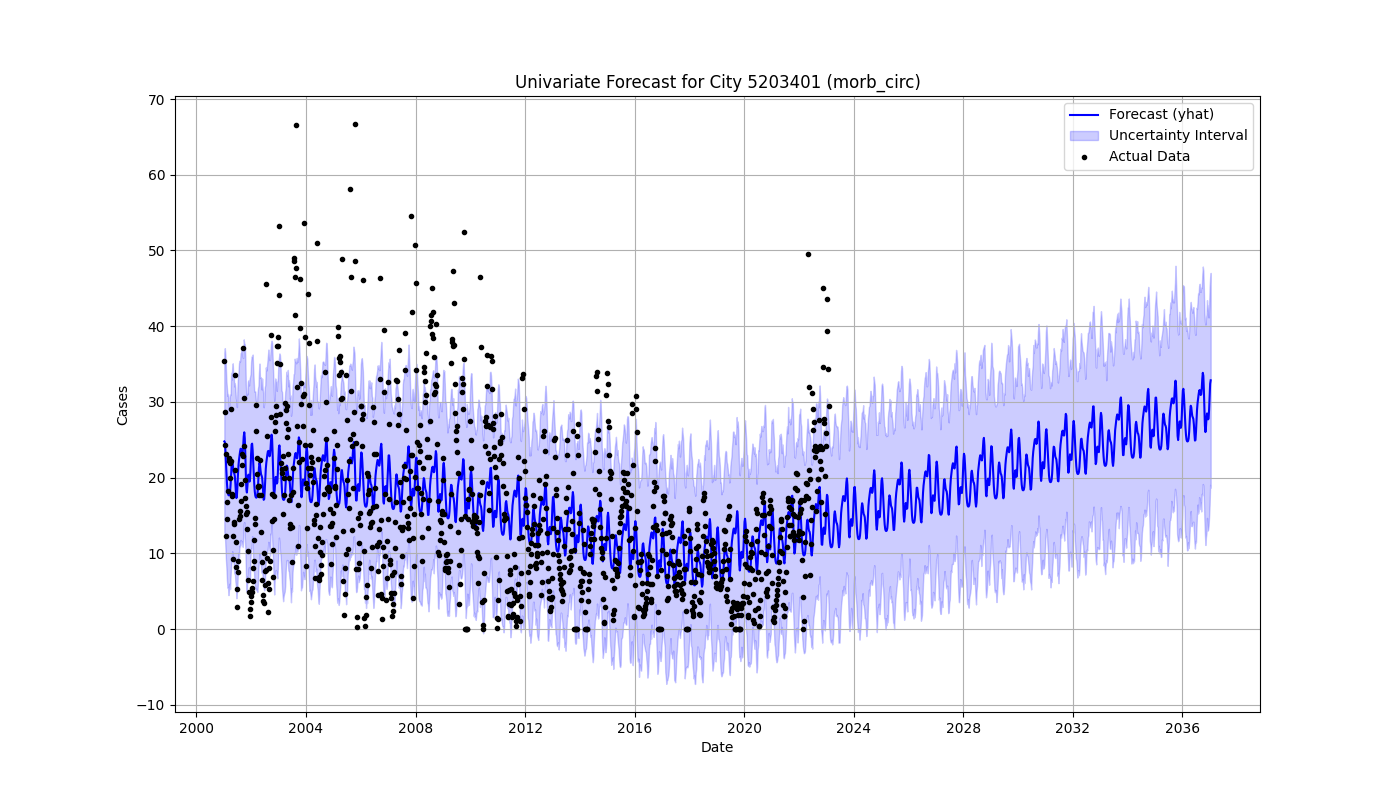 Univariate Forecast for City 5203401 (morb_circ)
Forecast (yhat)
Uncertainty Interval
Actual Data
Cases
70
60
50
40
30
20
10
0
−10
2000 2004 2008 2012 2016 2020 2024 2028 2032 2036
Date